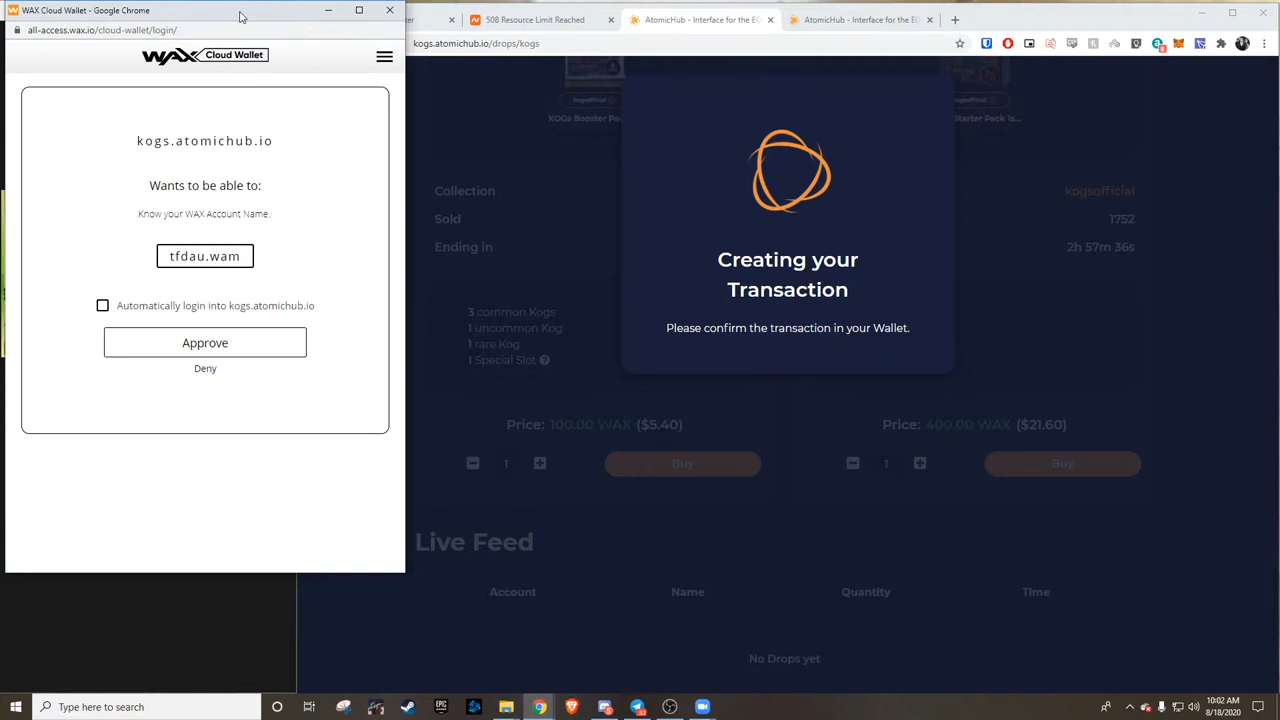 WAX Cloud Wallet - Google Chrome
all-access.wax.io/cloud-wallet/login/
WAX Cloud Wallet
kogs.atomichub.io
Wants to be able to:
Know your WAX Account Name.
tfdau.wam
Automatically login into kogs.atomichub.io
Approve
Deny
508 Resource Limit Reached
AtomicHub - Interface for the EO
AtomicHub - Interface for the EO
kogs.atomichub.io/drops/kogs
kogsofficial
KOGs Booster Pa
Starter Pack 1s...
Creating your
Transaction
Please confirm the transaction in your Wallet.
Collection
kogsofficial
Sold
1752
Ending in
2h 57m 36s
3 common Kogs
1 uncommon Kog
1 rare Kog
1 Special Slot
Price: 100.00 WAX ($5.40)
Price: 400.00 WAX ($21.60)
1
Buy
1
Buy
Live Feed
Account
Name
Quantity
Time
No Drops yet
Type here to search
10:02 AM
8/18/2020